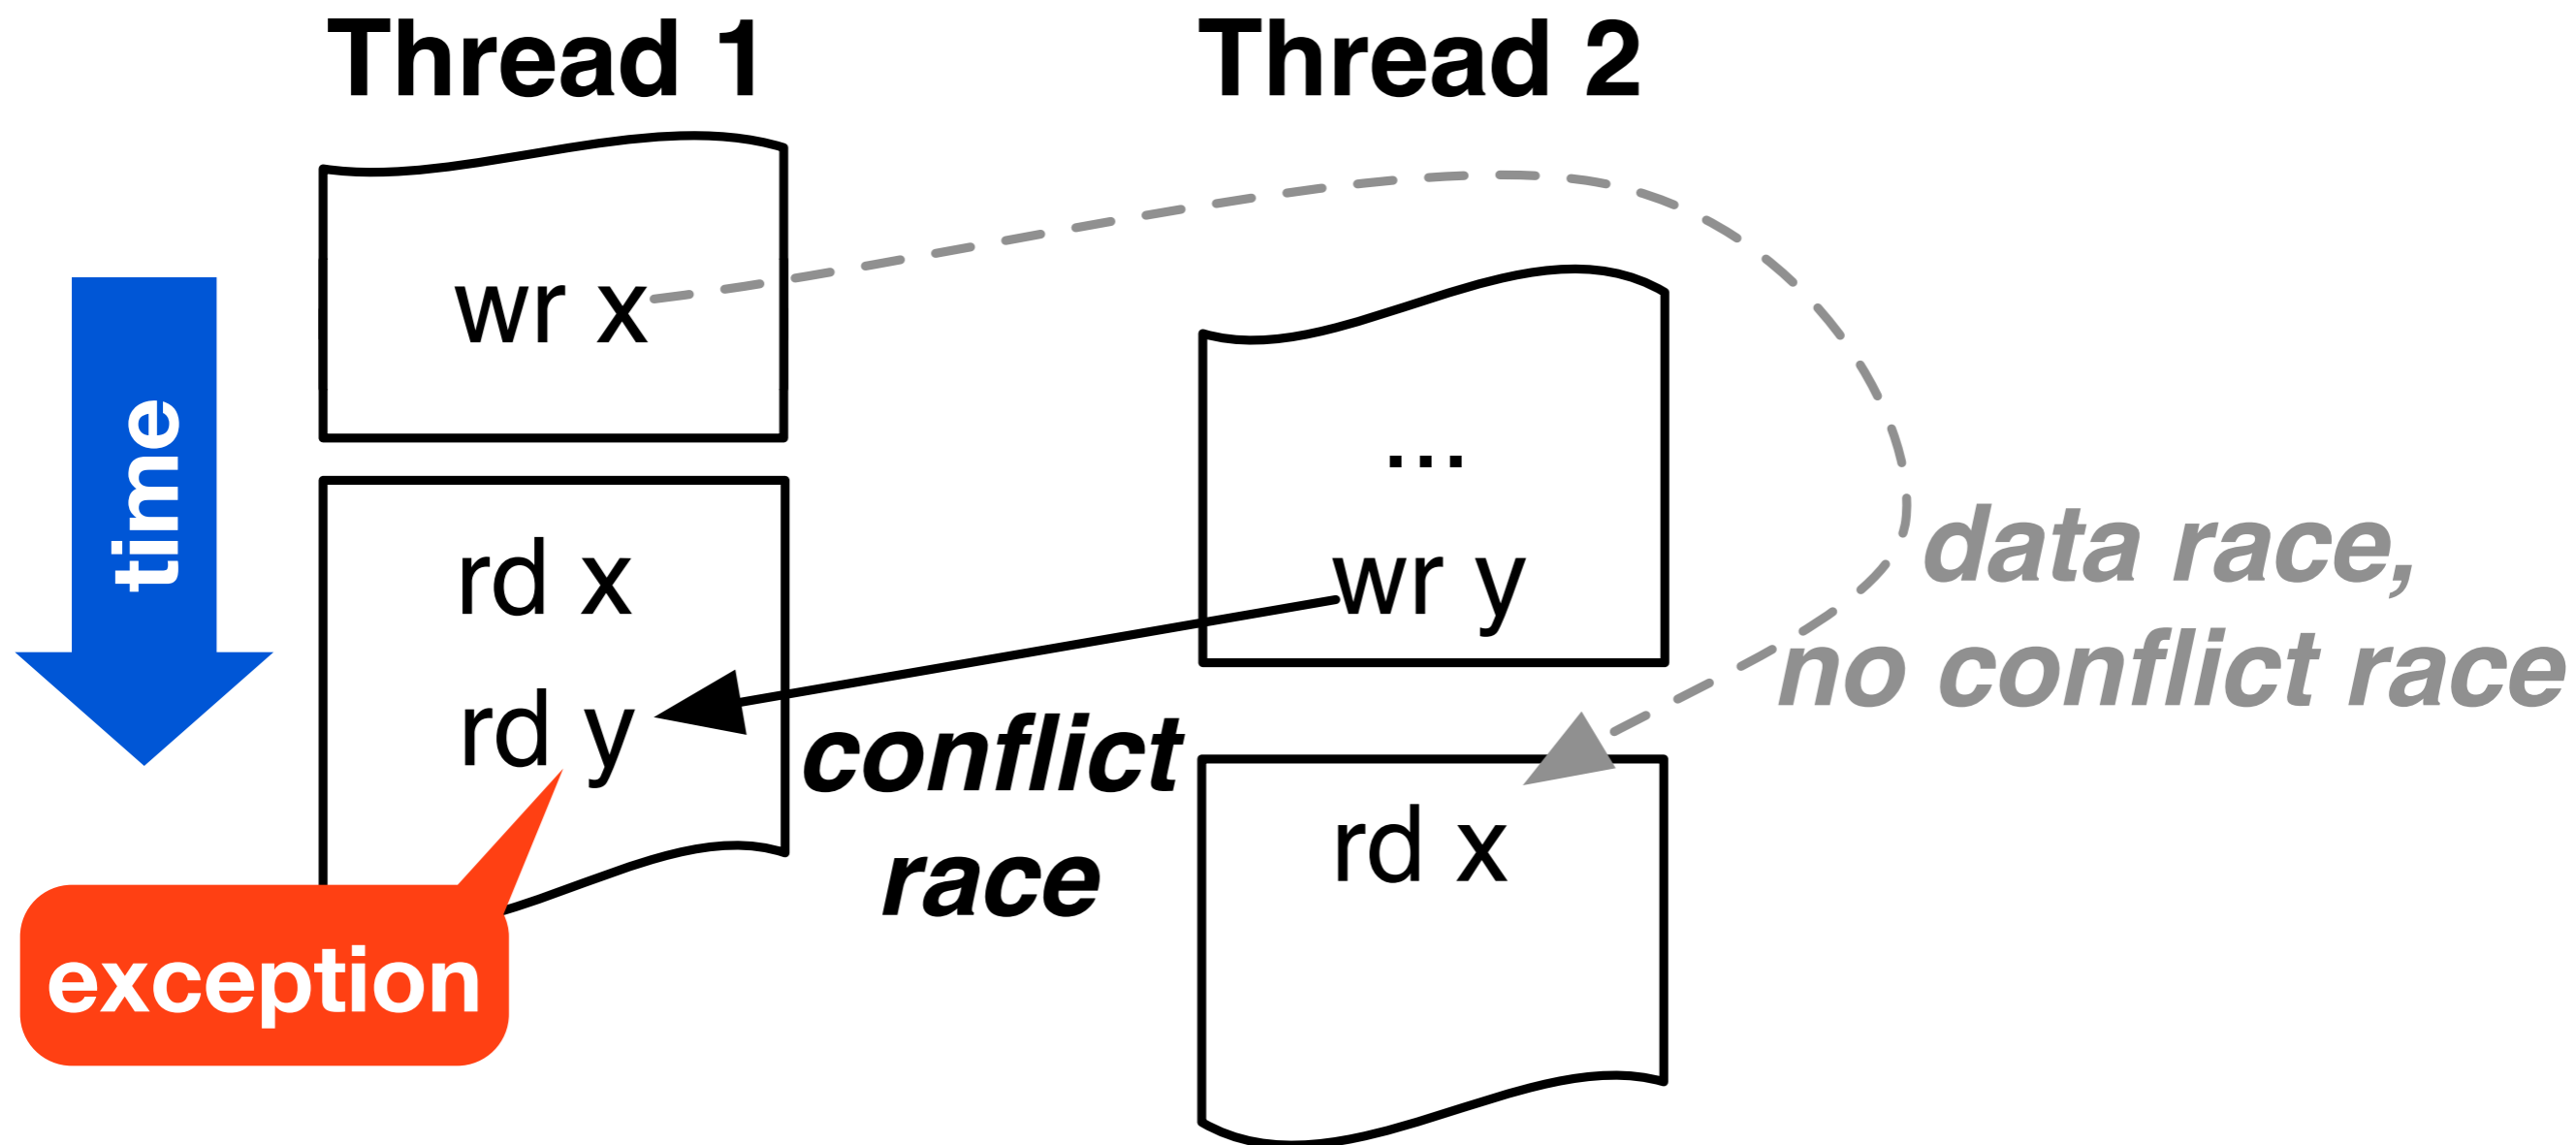 Thread 1
Thread 2
wr x
time
rd x
rd y
exception
conflict
race
...
wr y
rd x
data race,
no conflict race